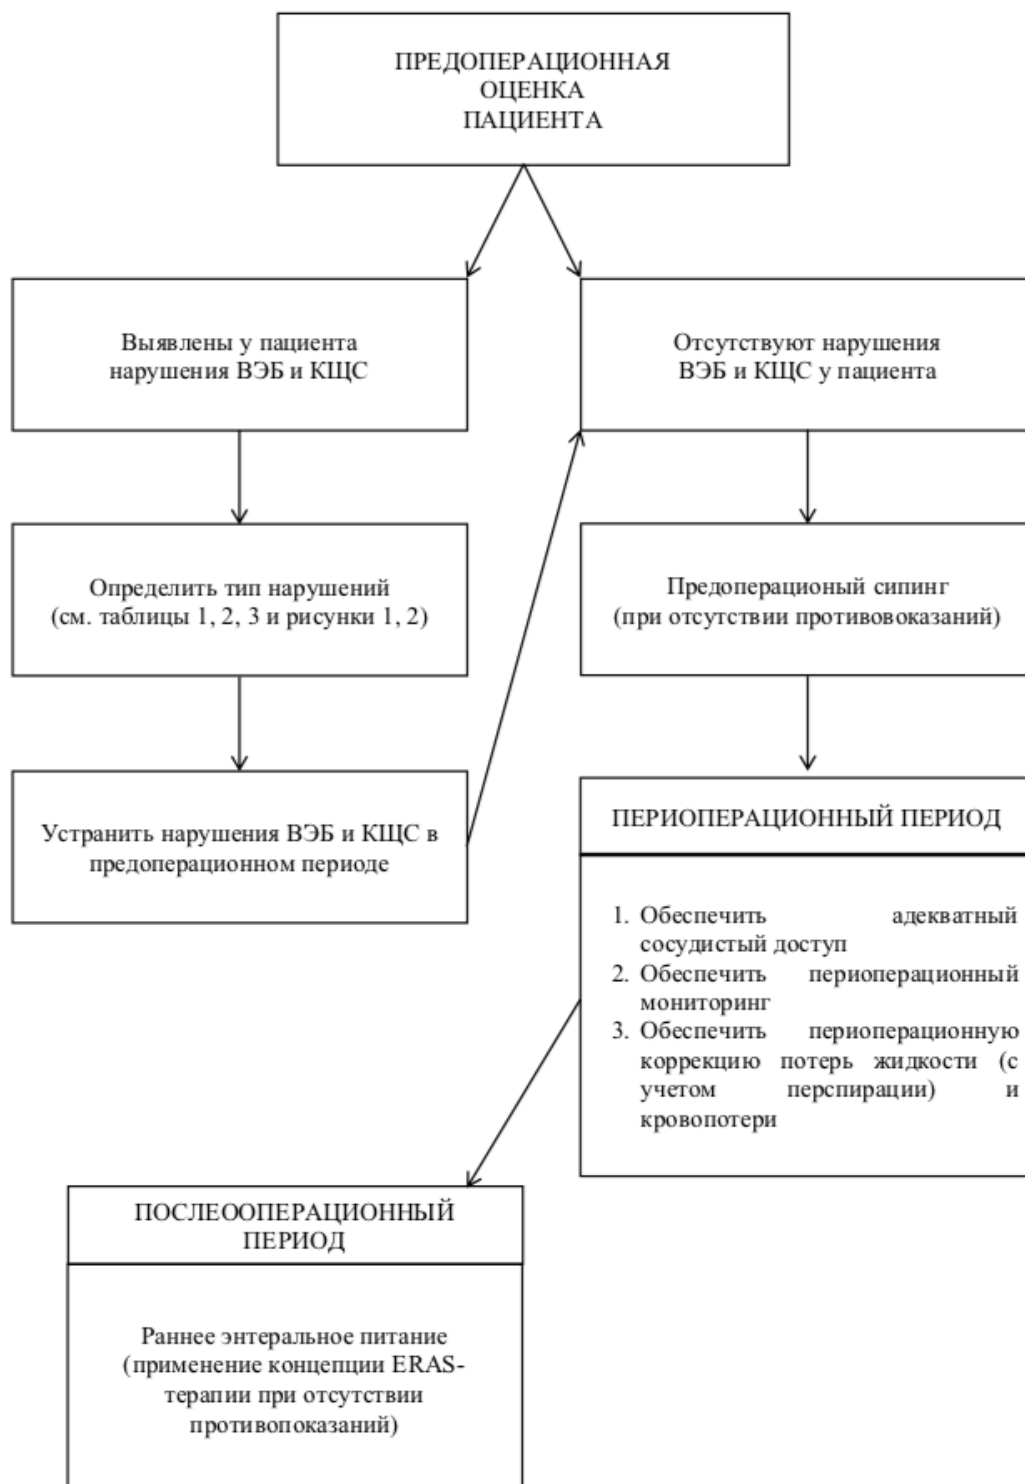 ПРЕДОПЕРАЦИОННАЯ
ОЦЕНКА
ПАЦИЕНТА
Выявлены у пациента
нарушения ВЭБ и КЩС
Отсутствуют нарушения
ВЭБ и КЩС у пациента
Определить тип нарушений
(см. таблицы 1, 2, 3 и рисунки 1, 2)
Предоперационый сипинг
(при отсутствии противовоказаний)
Устранить нарушения ВЭБ и КЩС в
предоперационном периоде
ПЕРИОПЕРАЦИОННЫЙ ПЕРИОД
1. Обеспечить адекватный
сосудистый доступ
2. Обеспечить периоперационный
мониторинг
3. Обеспечить периоперационную
коррекцию потерь жидкости (с
учетом перспирации) и
кровопотери
ПОСЛЕООПЕРАЦИОННЫЙ
ПЕРИОД
Раннее энтеральное питание
(применение концепции ERAS-
терапии при отсутствии
противопоказаний)